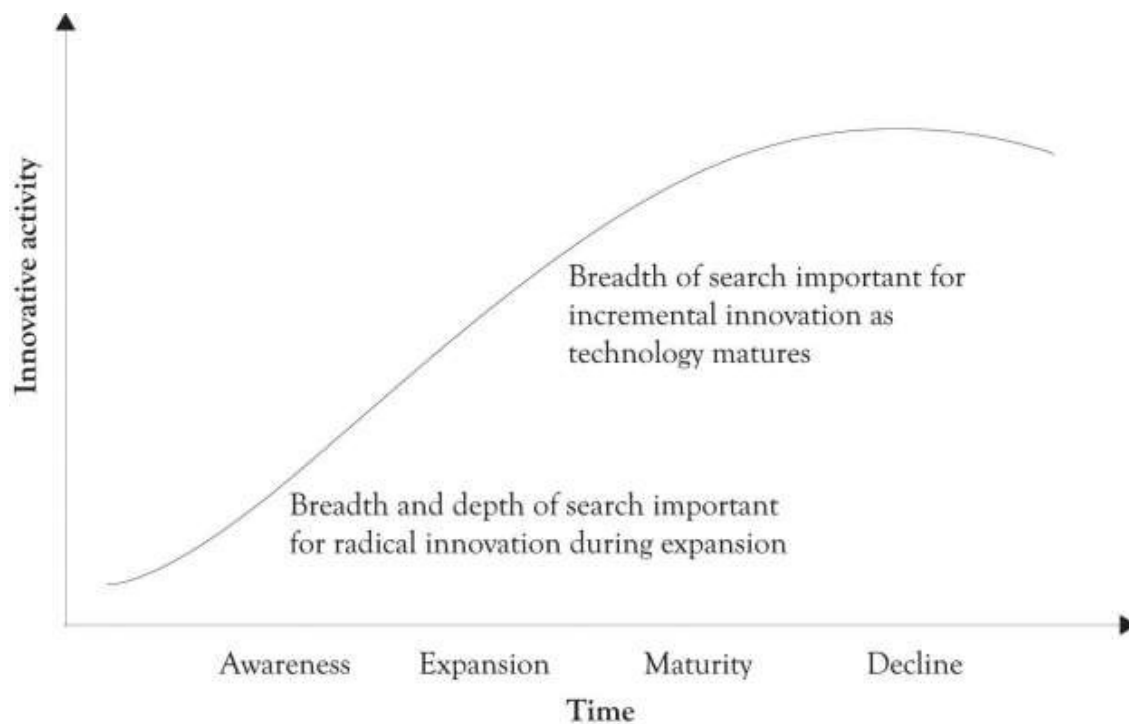 Innovative activity
Breadth of search important for
incremental innovation as
technology matures
Breadth and depth of search important
for radical innovation during expansion
Awareness Expansion Maturity Decline
Time